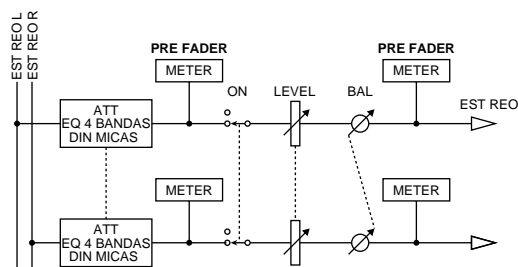 EST REO L
EST REO R
PRE FADER
PRE FADER
METER
METER
ON
LEVEL
BAL
EST REO
ATT
EQ 4 BANDAS
DIN MICAS
METER
METER
ATT
EQ 4 BANDAS
DIN MICAS